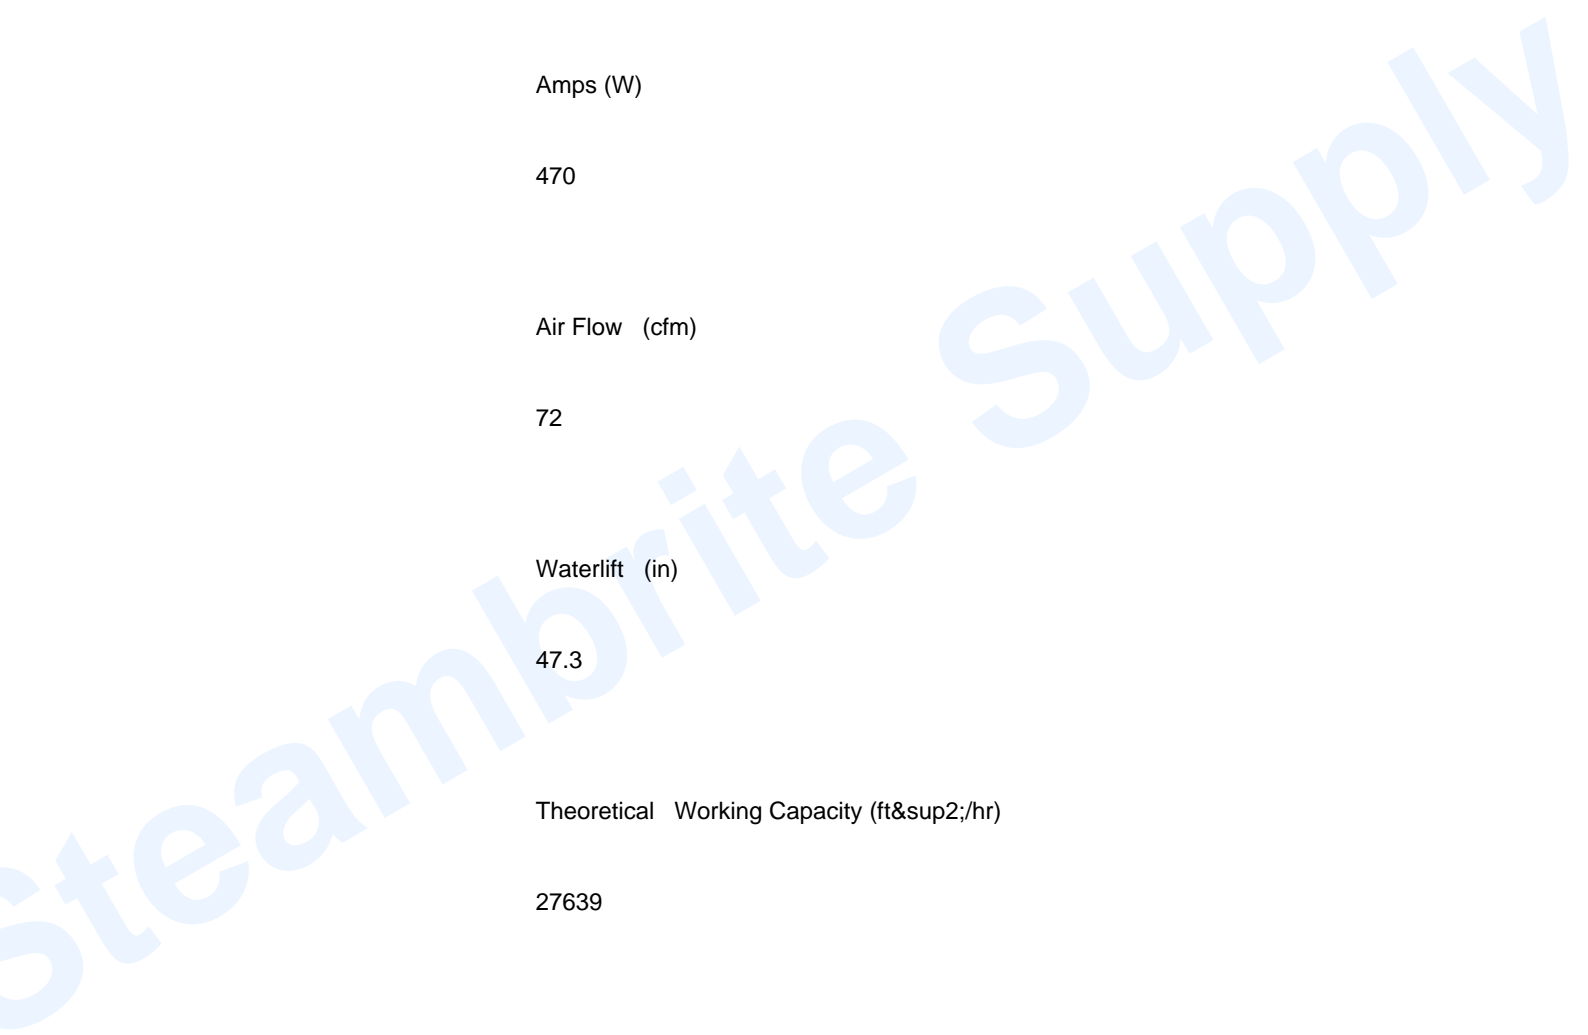 Amps (W)
470
Air Flow (cfm)
72
Waterlift (in)
47.3
Theoretical Working Capacity (ft&sup2;/hr)
27639
Steambrite Supply